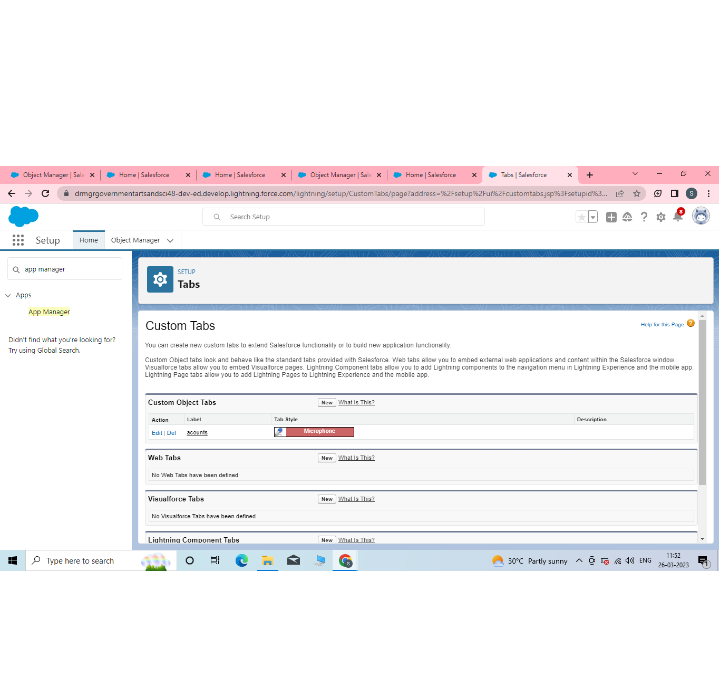 Object Manager | Sal
Home | Salesforce
Home | Salesforce
Object Manager | Sal
Home | Salesforce
Tabs | Salesforce
drmgrgovernmentartsandsci48-dev-ed.develop.lightning.force.com/lightning/setup/CustomTabs/page?address=%2Fsetup%2Fui%2Fcustomtabs.jsp%3Fsetupid%3...
S
Search Setup
8
Setup
Home
Object Manager
app manager
Apps
App Manager
Didn't find what you're looking for?
Try using Global Search.
SETUP
Tabs
Custom Tabs
Help for this Page
You can create new custom tabs to extend Salesforce functionality or to build new application functionality.
Custom Object tabs look and behave like the standard tabs provided with Salesforce. Web tabs allow you to embed external web applications and content within the Salesforce window.
Visualforce tabs allow you to embed Visualforce pages. Lightning Component tabs allow you to add Lightning components to the navigation menu in Lightning Experience and the mobile app.
Lightning Page tabs allow you to add Lightning Pages to Lightning Experience and the mobile app.
Custom Object Tabs New What Is This?
Action Label Tab Style Description
Edit | Del acounts Microphone
Web Tabs New What Is This?
No Web Tabs have been defined
Visualforce Tabs New What Is This?
No Visualforce Tabs have been defined
Lightning Component Tabs New What Is This?
Type here to search
30°C Partly sunny
ENG
11:52
26-03-2023